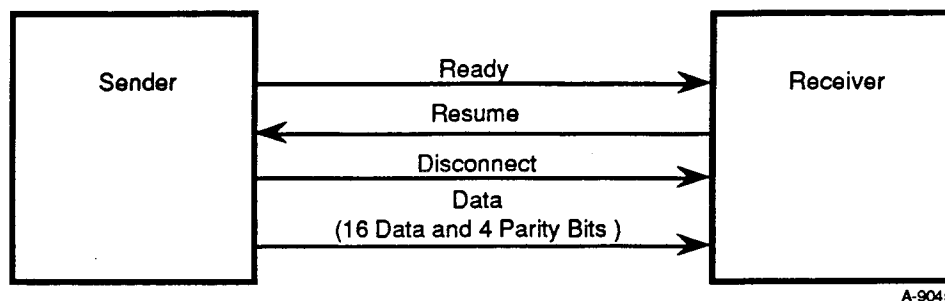 Sender
Ready
Receiver
Resume
Disconnect
Data
(16 Data and 4 Parity Bits )